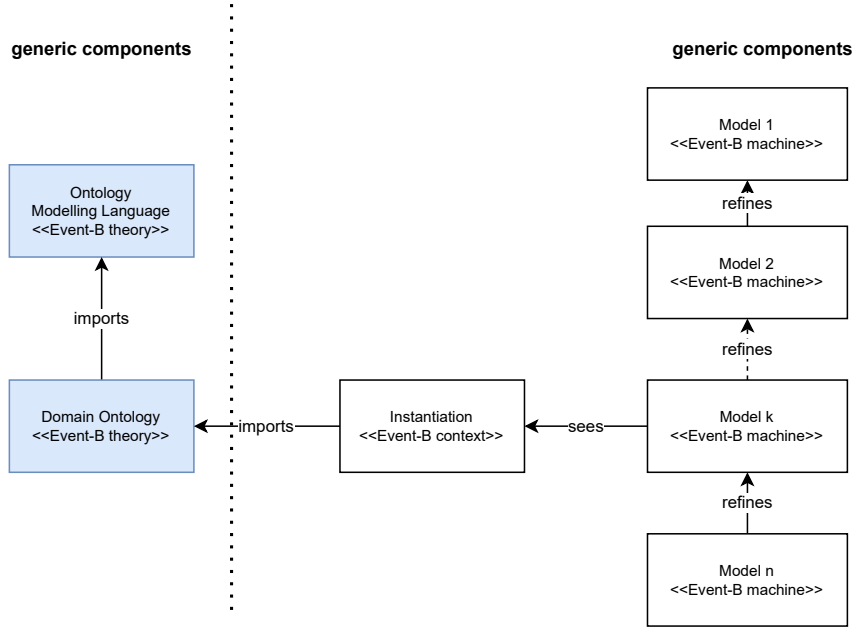 generic components
generic components
Model 1
<<Event-B machine>>
refines
Ontology
Modelling Language
<<Event-B theory>>
Model 2
<<Event-B machine>>
imports
refines
Domain Ontology
<<Event-B theory>>
imports
Instantiation
<<Event-B context>>
sees
Model k
<<Event-B machine>>
refines
Model n
<<Event-B machine>>